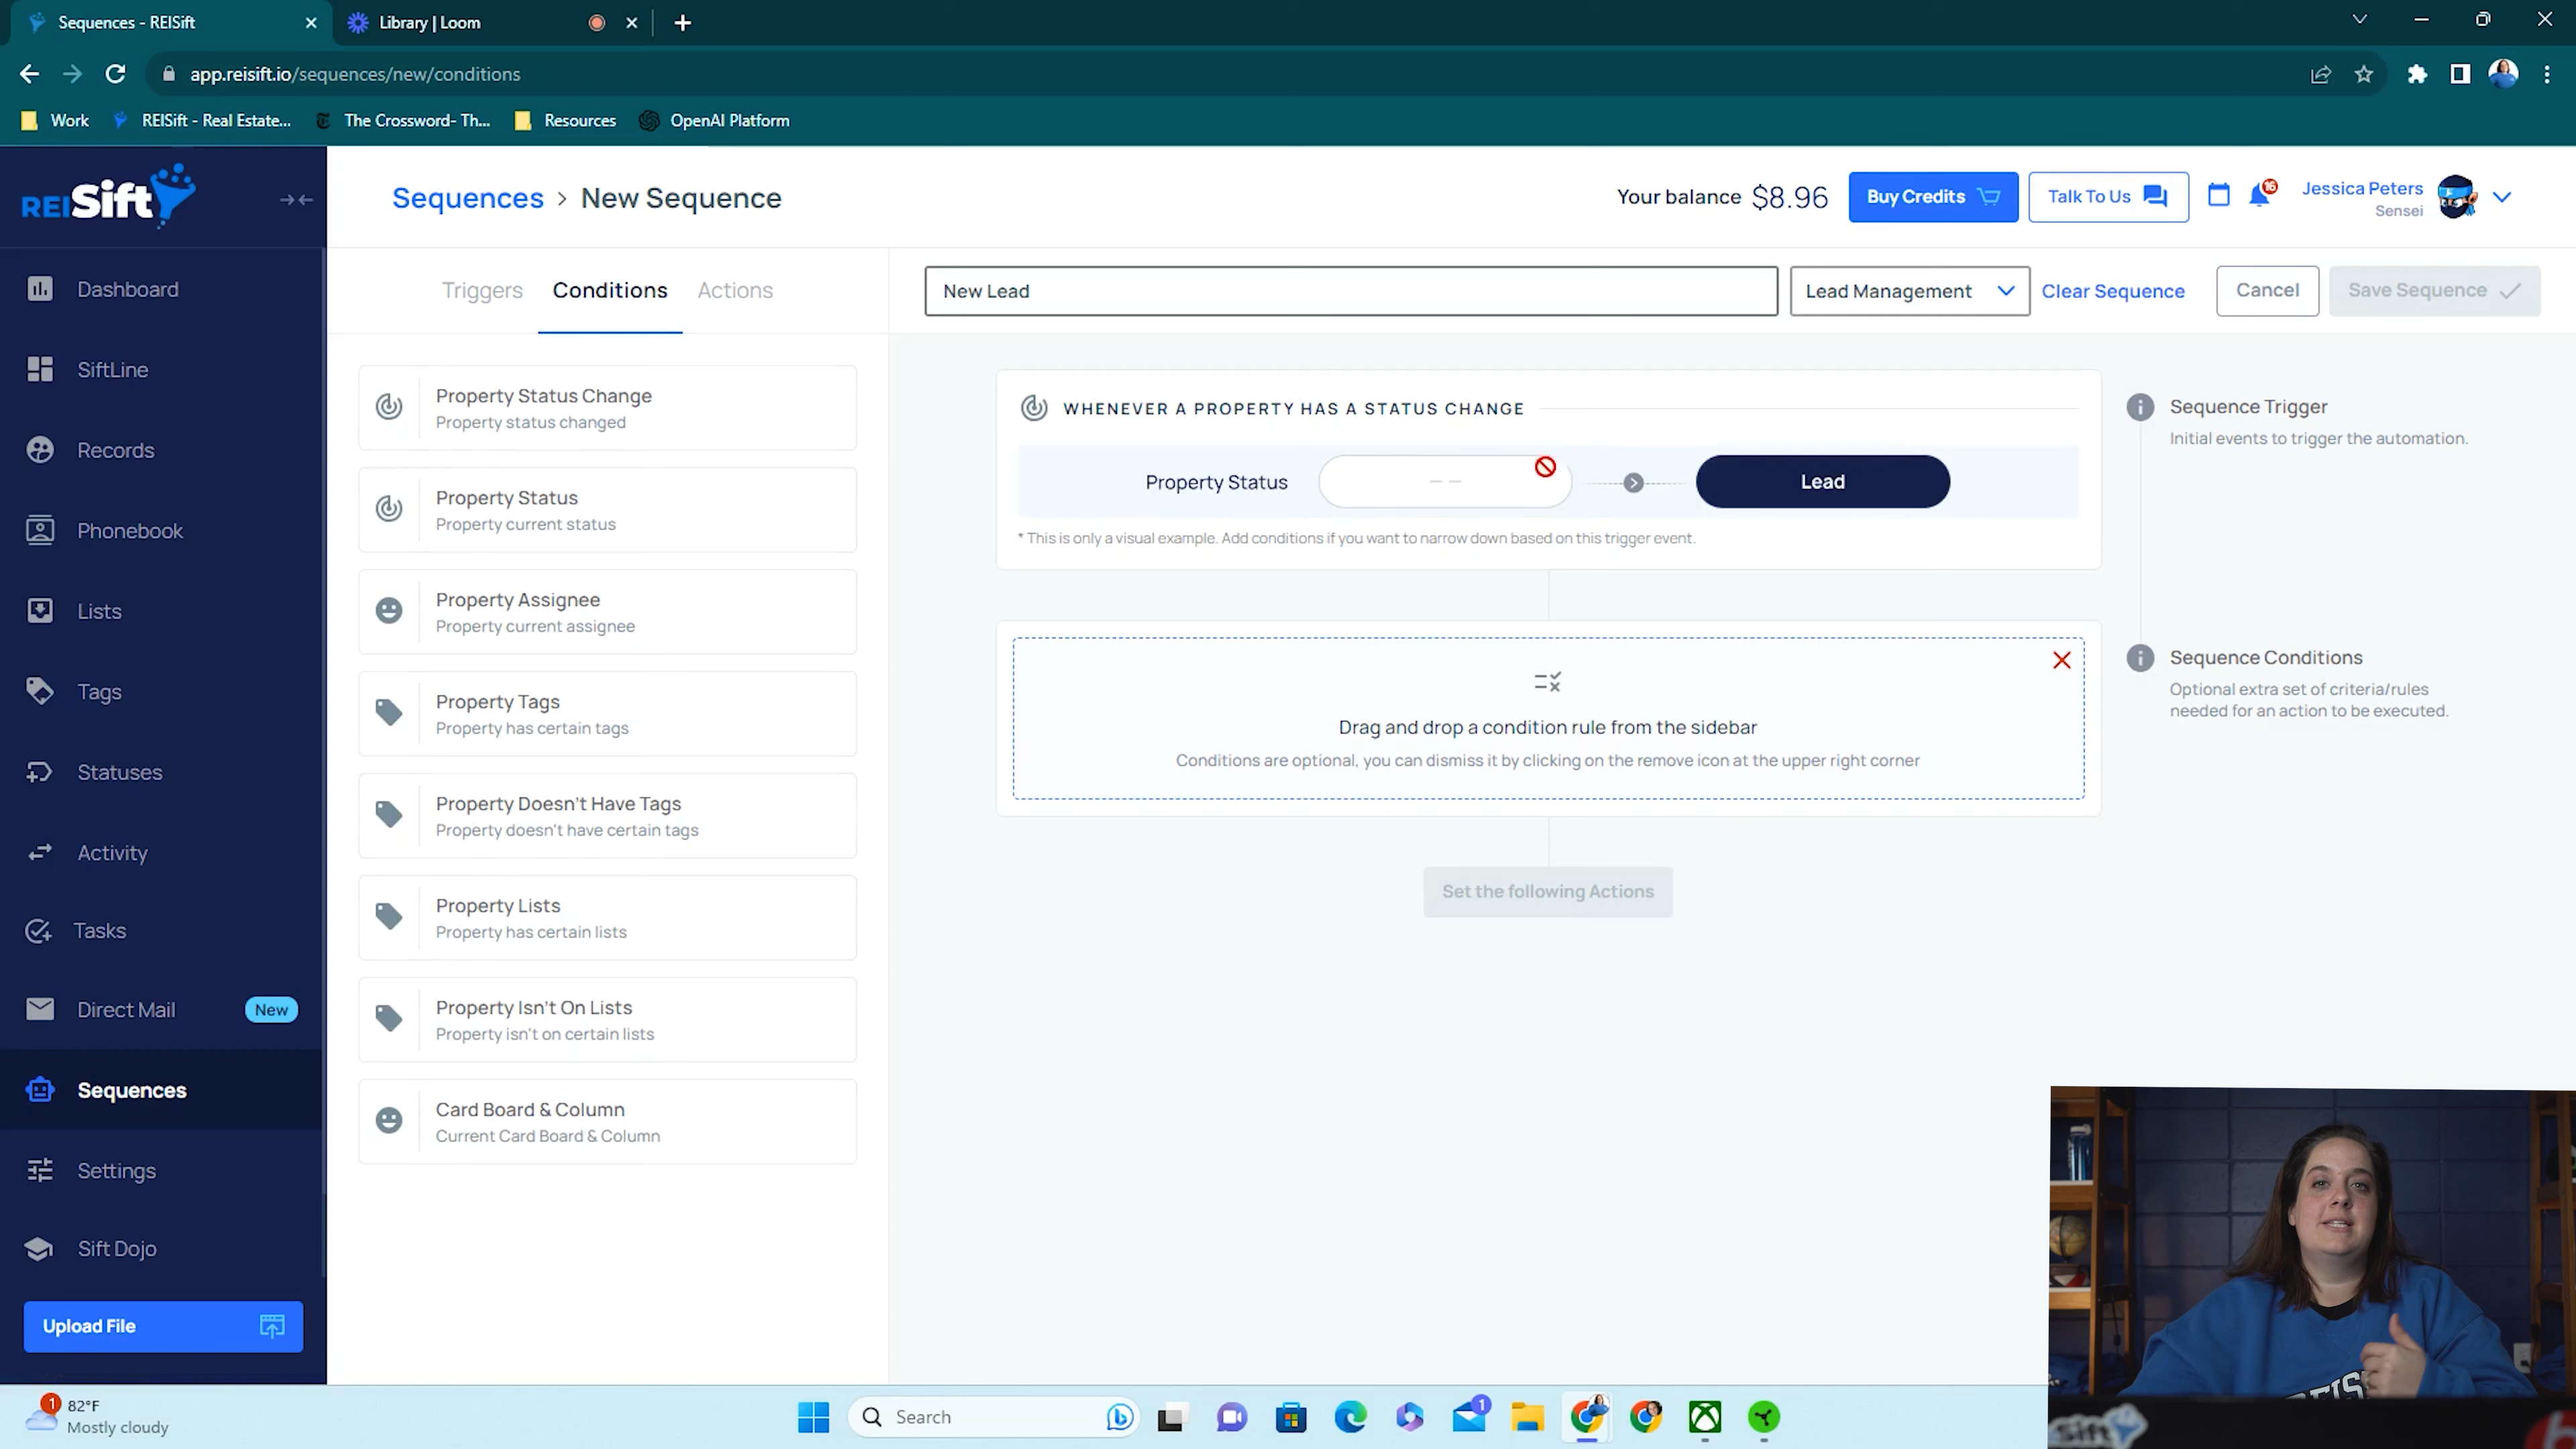 Sequences - REISift
Library | Loom
app.reisift.io/sequences/new/conditions
Work
REISift - Real Estate...
The Crossword- Th...
Resources
OpenAI Platform
REISift
Sequences > New Sequence
Your balance $8.96
Buy Credits
Talk To Us
16
Jessica Peters
Sensei
Dashboard
SiftLine
Records
Phonebook
Lists
Tags
Statuses
Activity
Tasks
Direct Mail
New
Sequences
Settings
Sift Dojo
Upload File
Triggers
Conditions
Actions
New Lead
Lead Management
Clear Sequence
Cancel
Save Sequence
Property Status Change
Property status changed
Property Status
Property current status
Property Assignee
Property current assignee
Property Tags
Property has certain tags
Property Doesn't Have Tags
Property doesn't have certain tags
Property Lists
Property has certain lists
Property Isn't On Lists
Property isn't on certain lists
Card Board & Column
Current Card Board & Column
WHENEVER A PROPERTY HAS A STATUS CHANGE
Property Status
– –
Lead
* This is only a visual example. Add conditions if you want to narrow down based on this trigger event.
Drag and drop a condition rule from the sidebar
Conditions are optional, you can dismiss it by clicking on the remove icon at the upper right corner
Set the following Actions
Sequence Trigger
Initial events to trigger the automation.
Sequence Conditions
Optional extra set of criteria/rules
needed for an action to be executed.
1
82°F
Mostly cloudy
Search
1